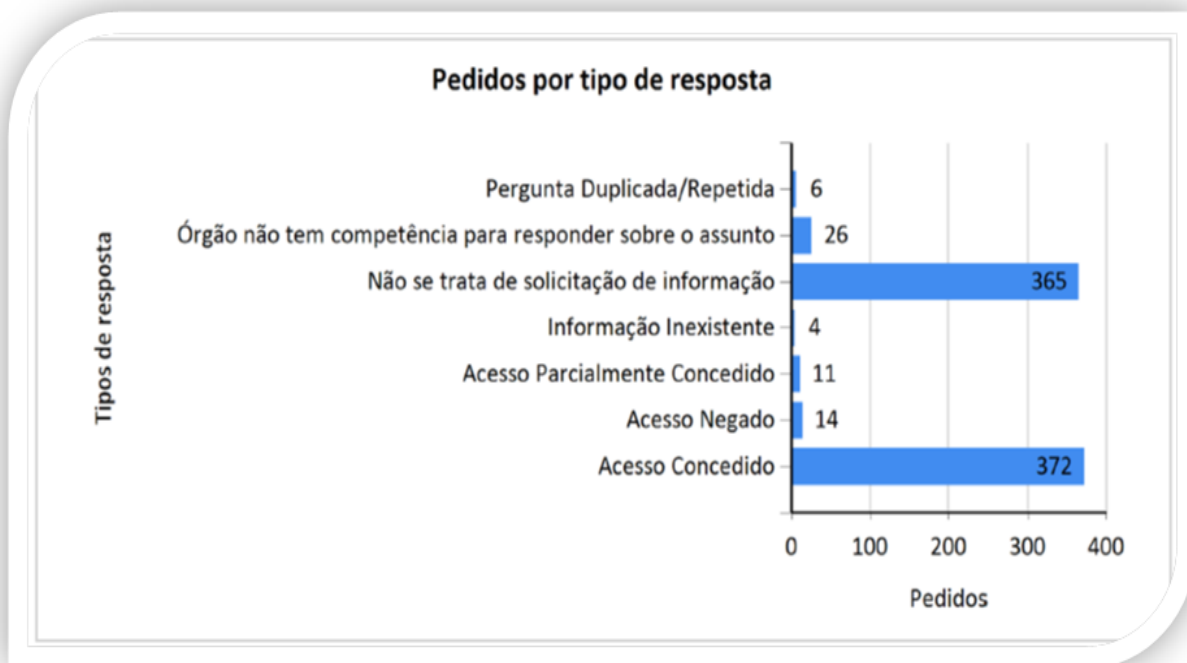 Pedidos por tipo de resposta
Tipos de resposta
Pergunta Duplicada/Repetida 6
Órgão não tem competência para responder sobre o assunto 26
Não se trata de solicitação de informação 365
Informação Inexistente 4
Acesso Parcialmente Concedido 11
Acesso Negado 14
Acesso Concedido 372
0 100 200 300 400
Pedidos